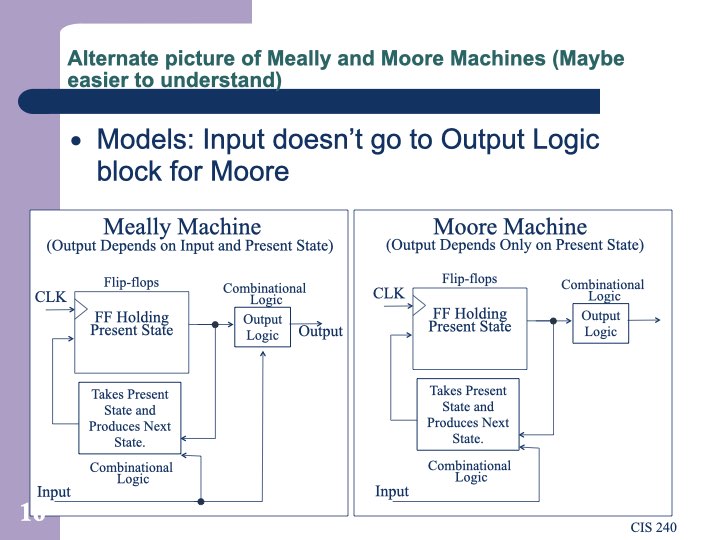 Alternate picture of Meally and Moore Machines (Maybe
easier to understand)
• Models: Input doesn’t go to Output Logic
block for Moore
Meally Machine
(Output Depends on Input and Present State)
Flip-flops
CLK
FF Holding
Present State
Combinational
Logic
Output
Logic
Output
Takes Present
State and
Produces Next
State.
Combinational
Logic
Input
Moore Machine
(Output Depends Only on Present State)
Flip-flops
CLK
FF Holding
Present State
Combinational
Logic
Output
Logic
Takes Present
State and
Produces Next
State.
Combinational
Logic
Input
CIS 240